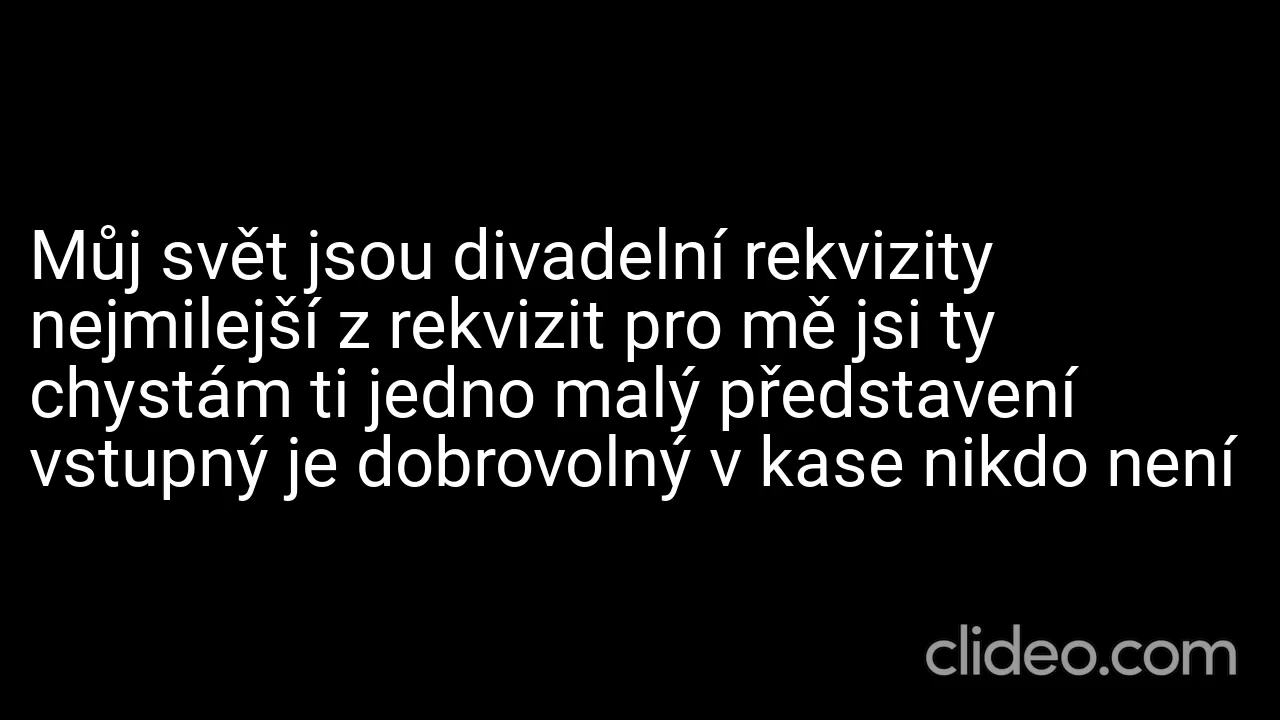 Můj svět jsou divadelní rekvizity
nejmilejší z rekvizit pro mě jsi ty
chystám ti jedno malý představení
vstupný je dobrovolný v kase nikdo není
clideo.com